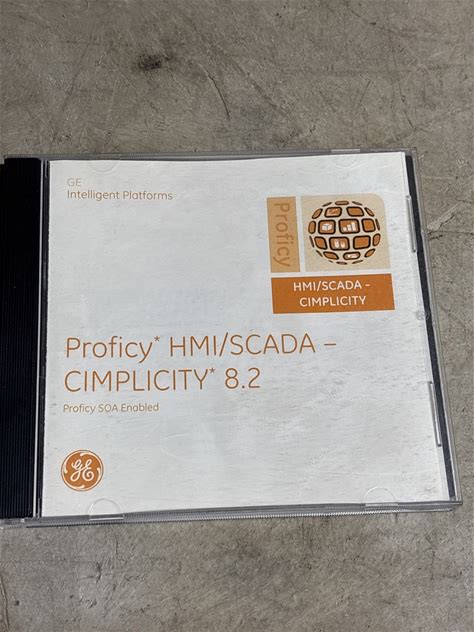 GE
Intelligent Platforms
Proficy
HMI/SCADA –
CIMPLICITY
Proficy* HMI/SCADA –
CIMPLICITY* 8.2
Proficy SOA Enabled
GE